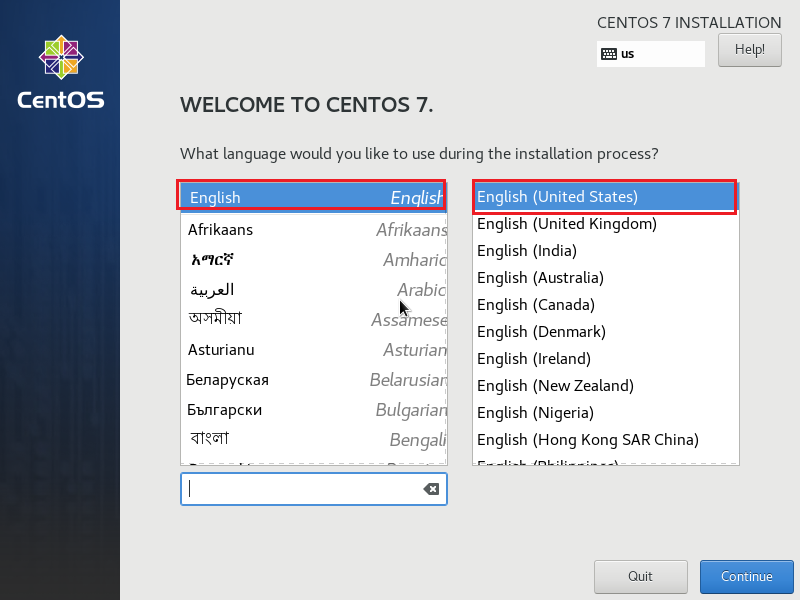 CENTOS 7 INSTALLATION
us
Help!
CentOS
WELCOME TO CENTOS 7.
What language would you like to use during the installation process?
English English
Afrikaans Afrikaans
አማርኛ Amharic
العربية Arabic
অসমীয়া Assamese
Asturianu Asturian
Беларуская Belarusian
Български Bulgarian
বাংলা Bengali
English (United States)
English (United Kingdom)
English (India)
English (Australia)
English (Canada)
English (Denmark)
English (Ireland)
English (New Zealand)
English (Nigeria)
English (Hong Kong SAR China)
English (Philippines)
Quit
Continue